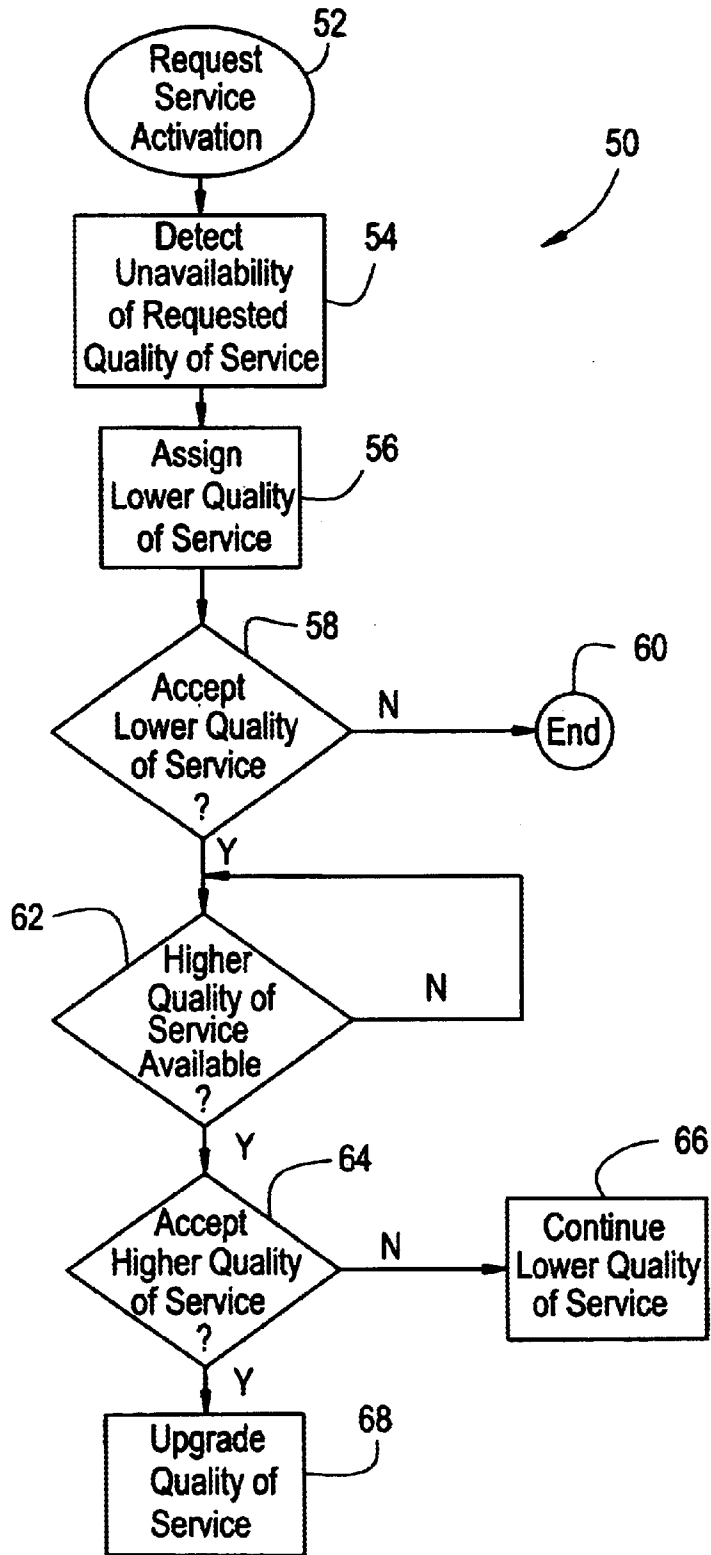 52
Request
Service
Activation
50
54
Detect
Unavailability
of Requested
Quality of Service
56
Assign
Lower Quality
of Service
58
60
Accept
Lower Quality
of Service
?
N
End
Y
62
Higher
Quality of
Service
Available
?
N
Y
64
66
Accept
Higher Quality
of Service
?
N
Continue
Lower Quality
of Service
Y
68
Upgrade
Quality of
Service